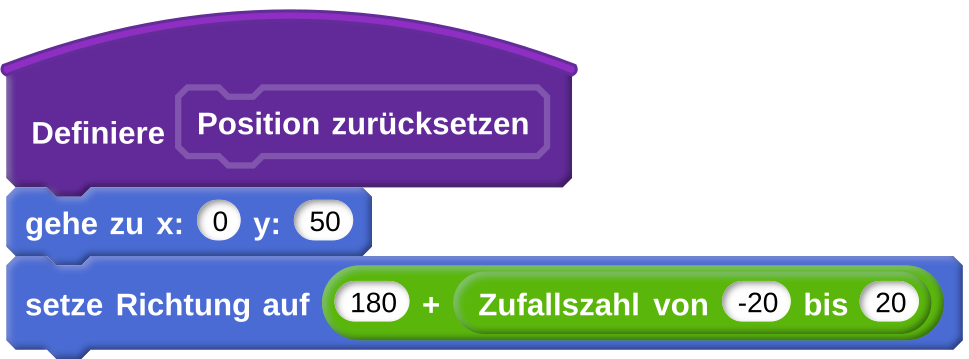 Definiere Position zurücksetzen
gehe zu x: 0 y: 50
setze Richtung auf 180 + Zufallszahl von -20 bis 20